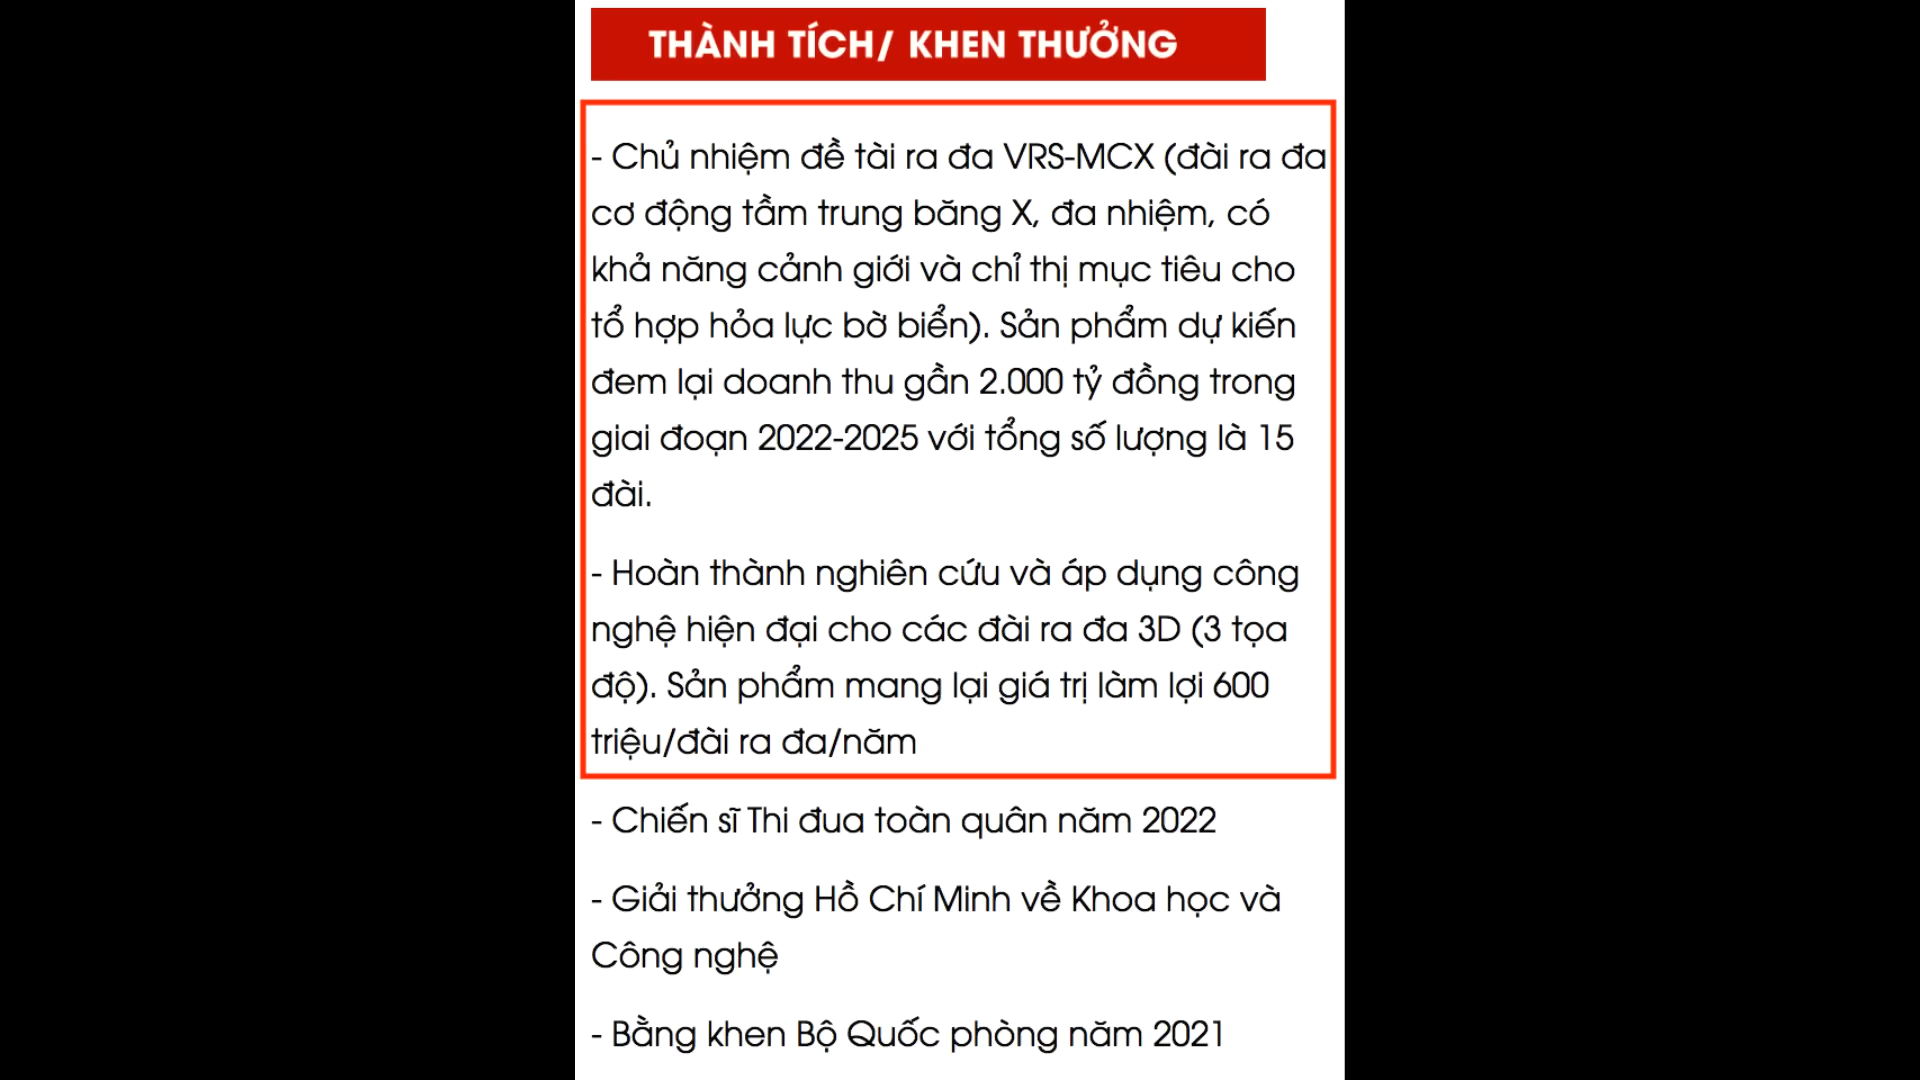 THÀNH TÍCH/ KHEN THƯỞNG
- Chủ nhiệm đề tài ra đa VRS-MCX (đài ra đa
cơ động tầm trung băng X, đa nhiệm, có
khả năng cảnh giới và chỉ thị mục tiêu cho
tổ hợp hỏa lực bờ biển). Sản phẩm dự kiến
đem lại doanh thu gần 2.000 tỷ đồng trong
giai đoạn 2022-2025 với tổng số lượng là 15
đài.
- Hoàn thành nghiên cứu và áp dụng công
nghệ hiện đại cho các đài ra đa 3D (3 tọa
độ). Sản phẩm mang lại giá trị làm lợi 600
triệu/đài ra đa/năm
- Chiến sĩ Thi đua toàn quân năm 2022
- Giải thưởng Hồ Chí Minh về Khoa học và
Công nghệ
- Bằng khen Bộ Quốc phòng năm 2021